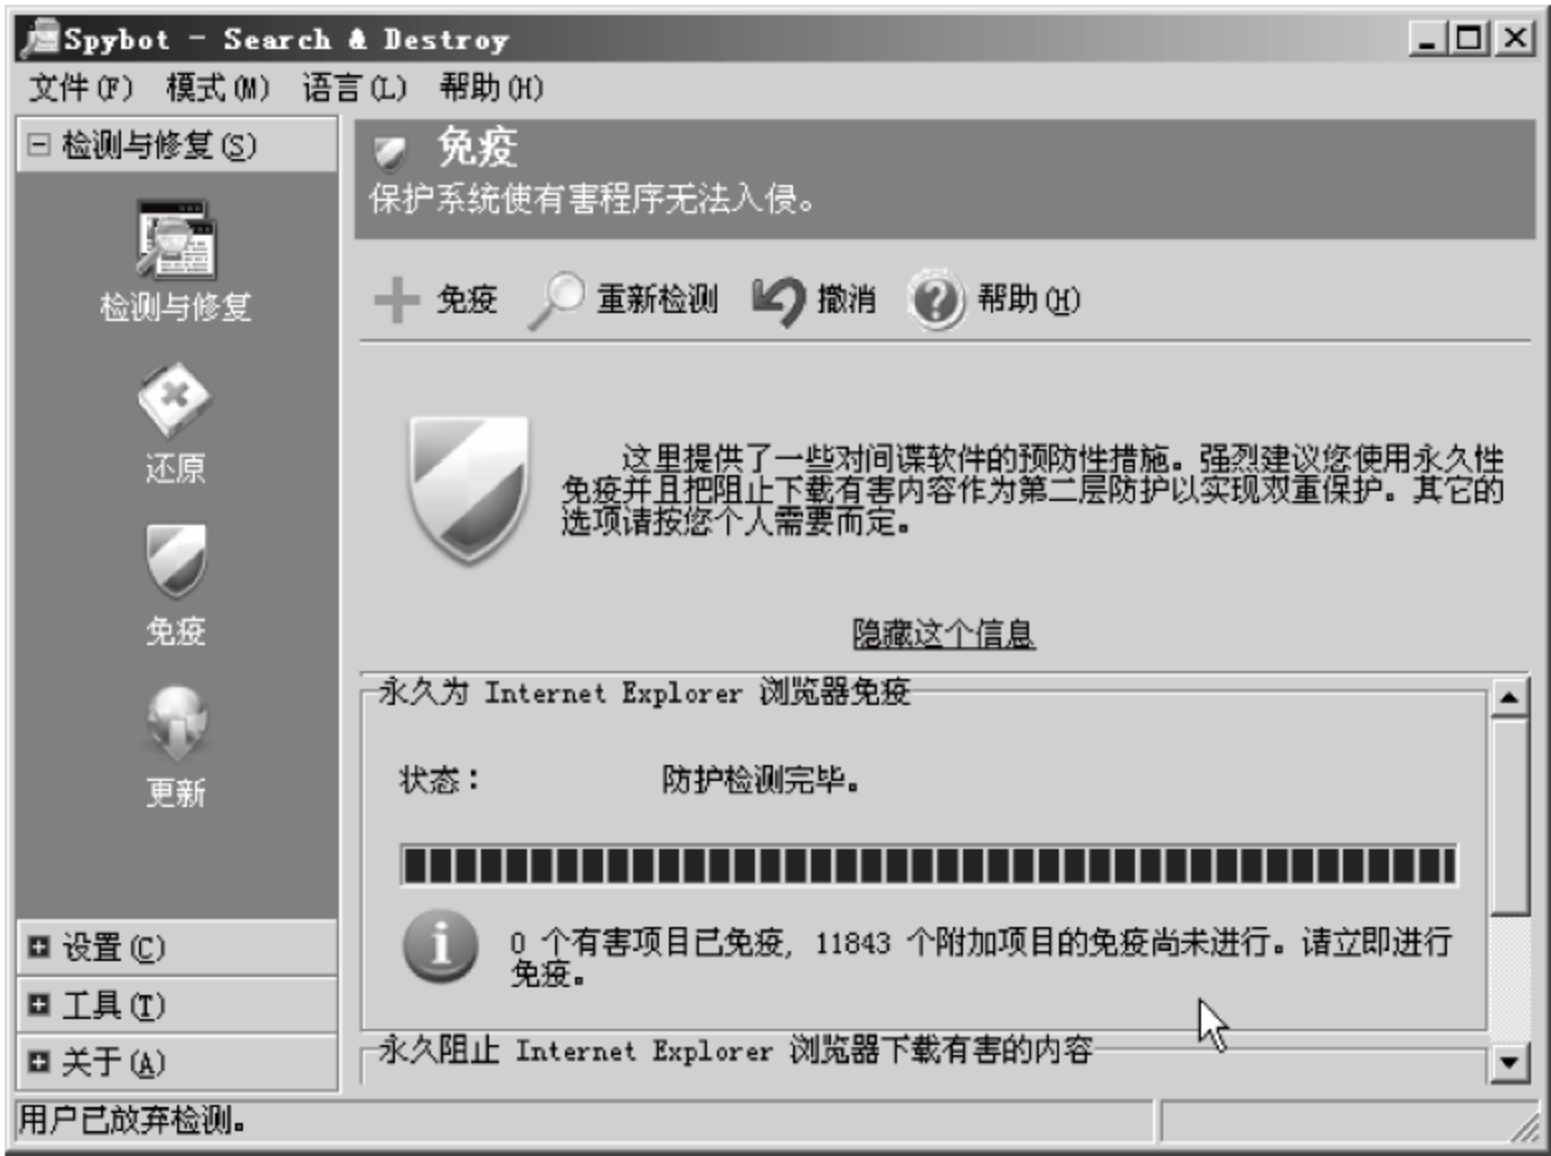 Spybot - Search & Destroy
文件(F) 模式(M) 语言(L) 帮助(H)
检测与修复(S)
检测与修复
还原
免疫
更新
设置(C)
工具(T)
关于(A)
免疫
保护系统使有害程序无法入侵。
免疫 重新检测 撤消 帮助(H)
这里提供了一些对间谍软件的预防性措施。强烈建议您使用永久性
免疫并且把阻止下载有害内容作为第二层防护以实现双重保护。其它的
选项请按您个人需要而定。
隐藏这个信息
永久为 Internet Explorer 浏览器免疫
状态: 防护检测完毕。
0 个有害项目已免疫, 11843 个附加项目的免疫尚未进行。请立即进行
免疫。
永久阻止 Internet Explorer 浏览器下载有害的内容
用户已放弃检测。